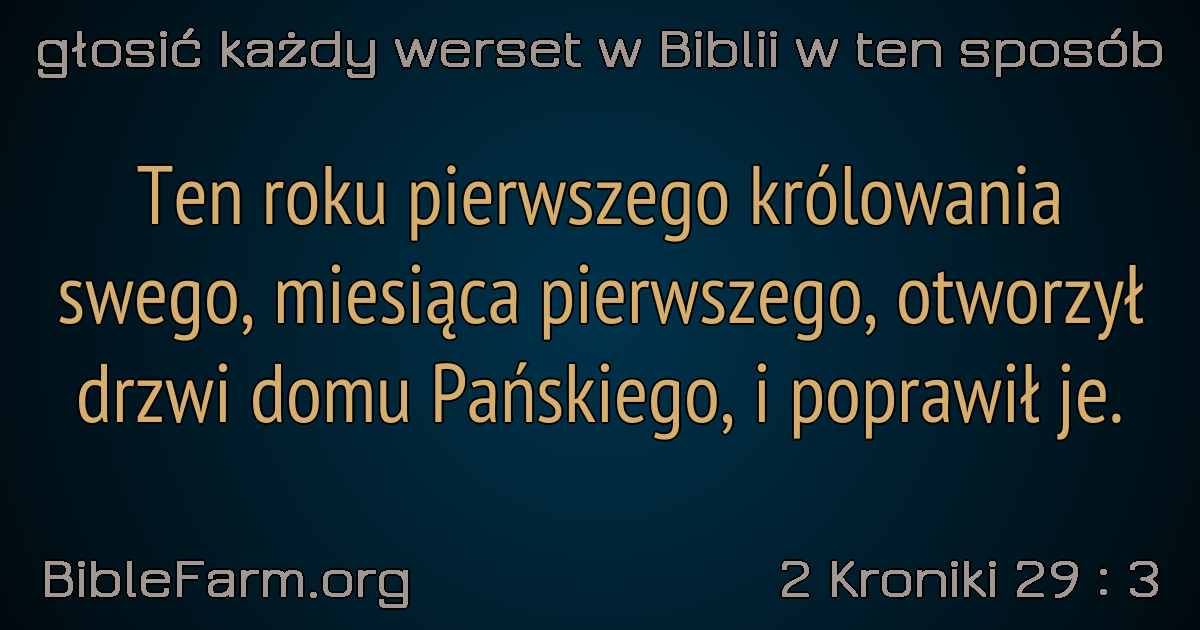 głosić każdy werset w Biblii w ten sposób
Ten roku pierwszego królowania
swego, miesiąca pierwszego, otworzył
drzwi domu Pańskiego, i poprawił je.
BibleFarm.org
2 Kroniki 29 : 3